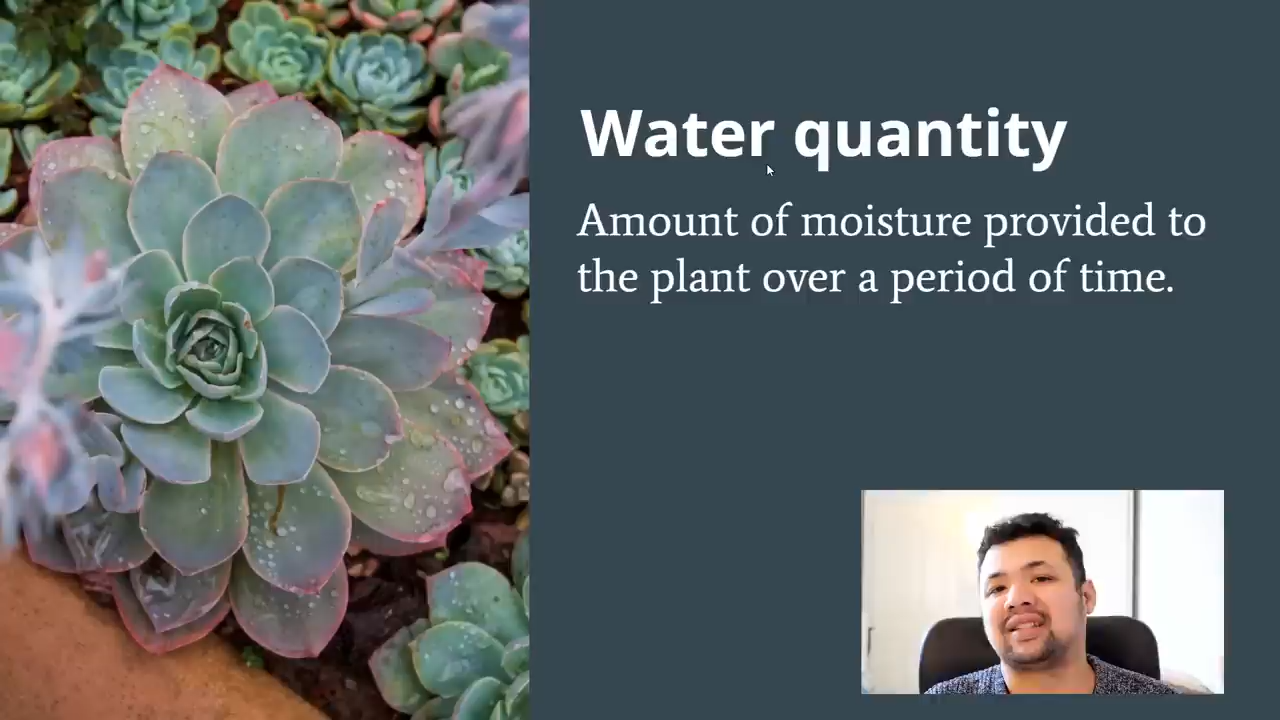 Water quantity
Amount of moisture provided to
the plant over a period of time.